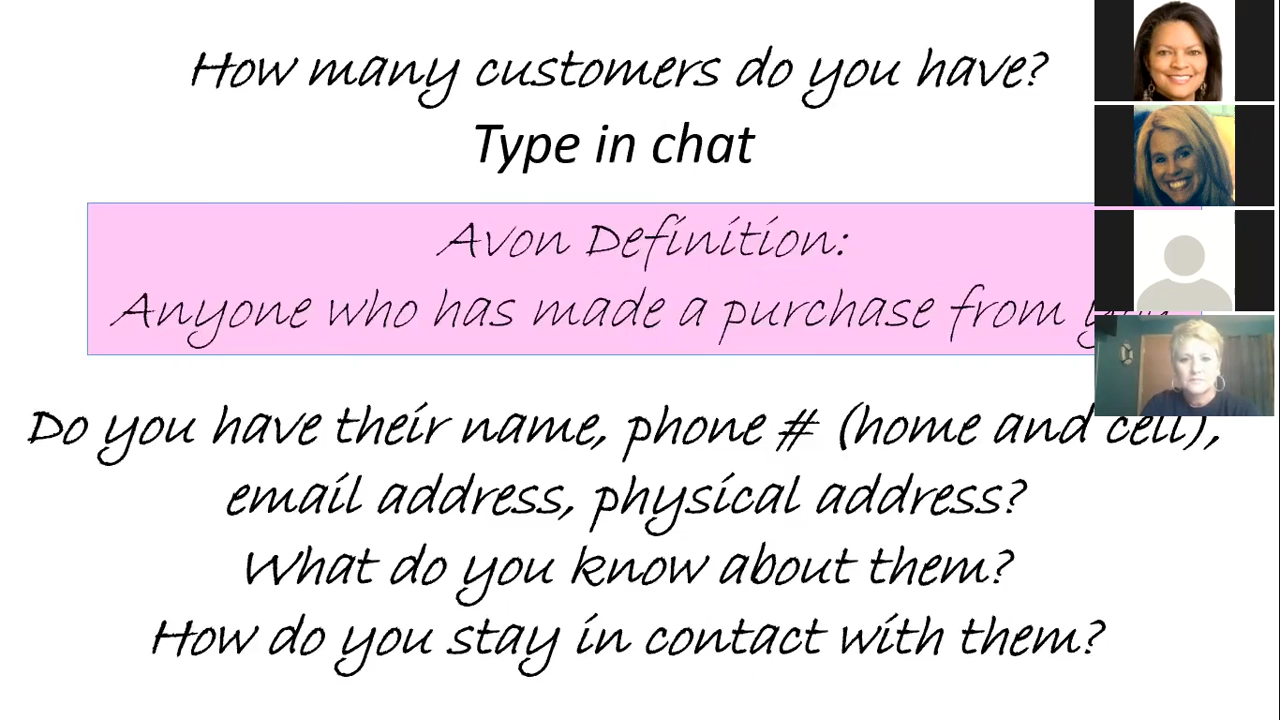 How many customers do you have?
Type in chat
Avon Definition:
Anyone who has made a purchase from
Do you have their name, phone # (home and cell),
email address, physical address?
What do you know about them?
How do you stay in contact with them?